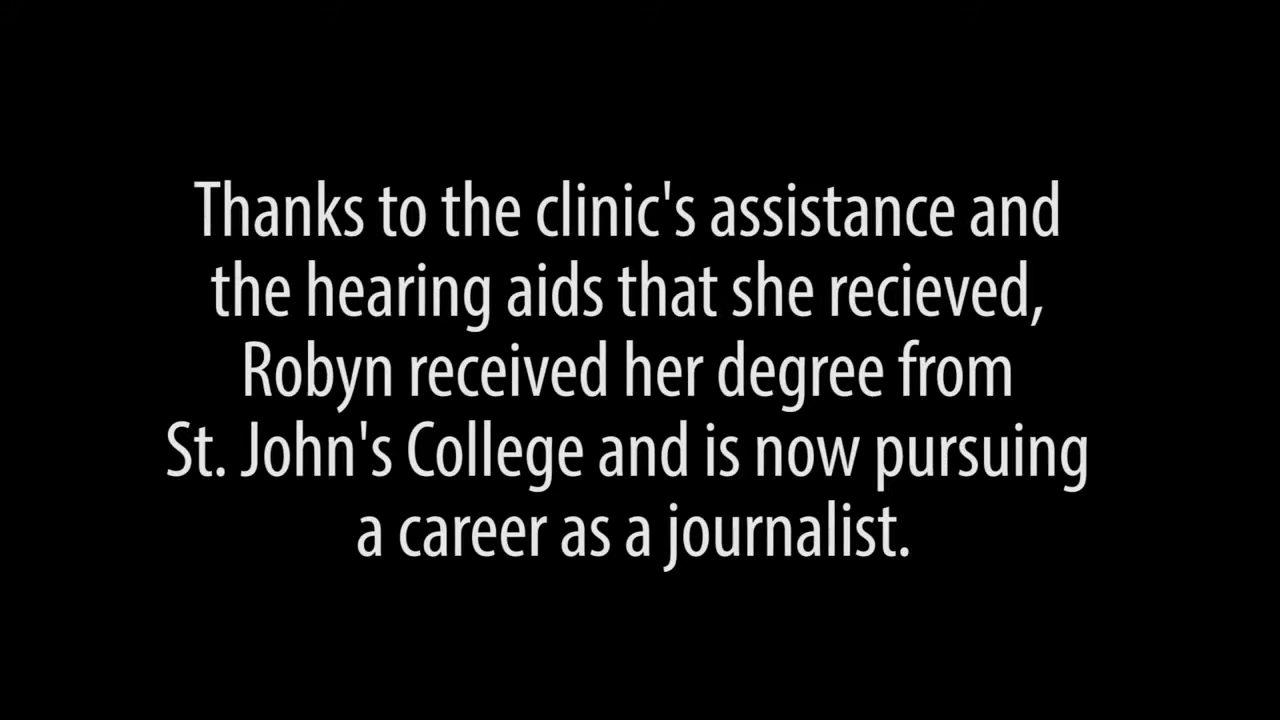 Thanks to the clinic's assistance and
the hearing aids that she recieved,
Robyn received her degree from
St. John's College and is now pursuing
a career as a journalist.